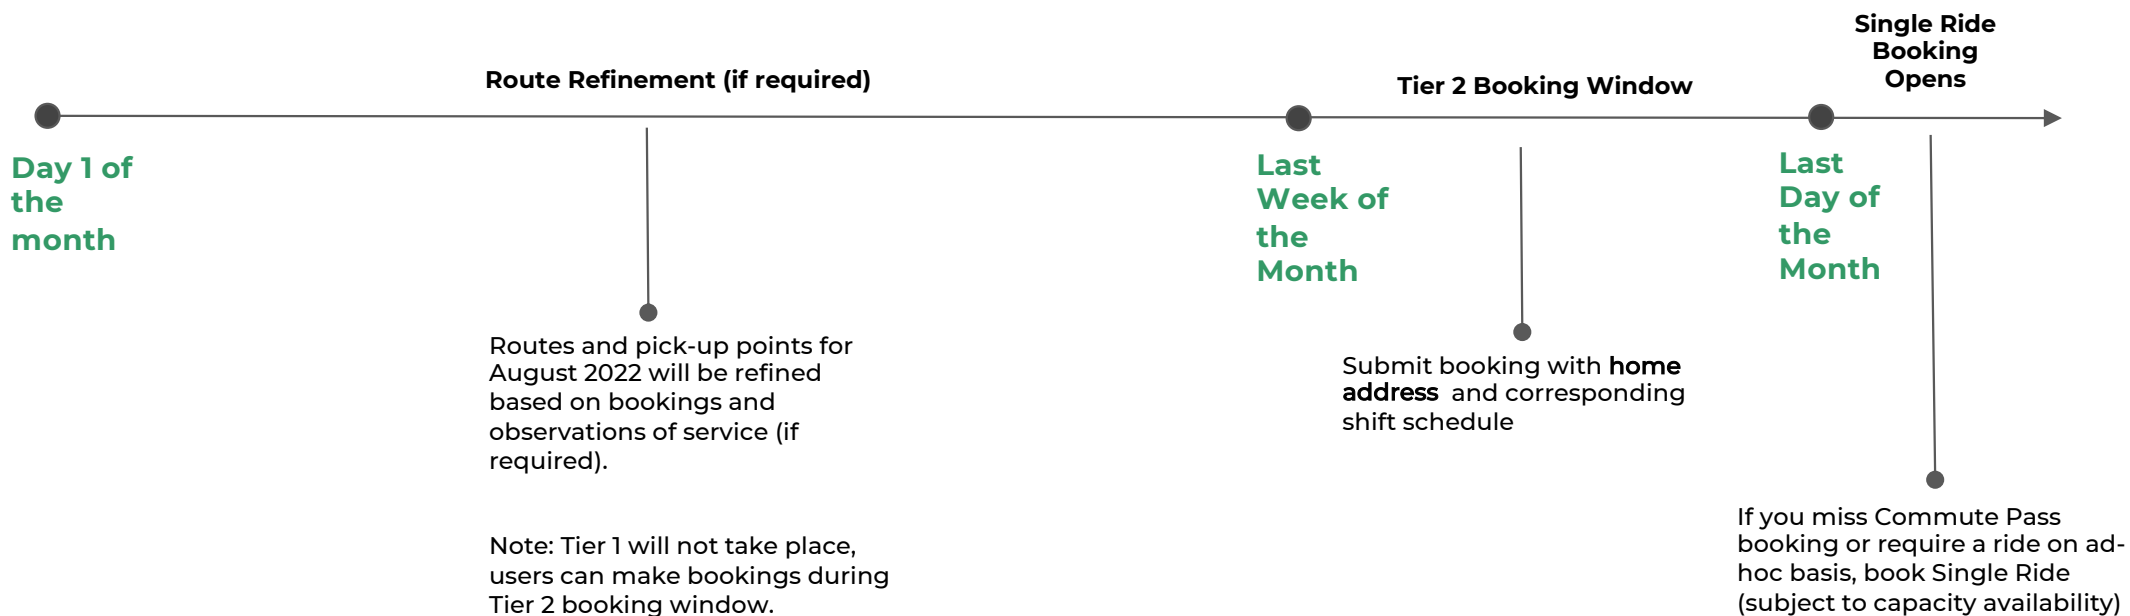 Single Ride
Booking
Opens
Route Refinement (if required)
Tier 2 Booking Window
Day 1 of
the
month
Last
Week of
the
Month
Last
Day of
the
Month
Routes and pick-up points for
August 2022 will be refined
based on bookings and
observations of service (if
required).
Note: Tier 1 will not take place,
users can make bookings during
Tier 2 booking window.
Submit booking with home
address and corresponding
shift schedule
If you miss Commute Pass
booking or require a ride on ad-
hoc basis, book Single Ride
(subject to capacity availability)